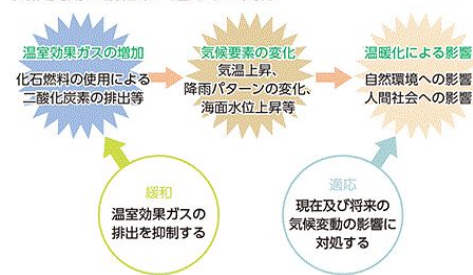 温室効果ガスの増加
化石燃料の使用による
二酸化炭素の排出等
気候要素の変化
気温上昇、
降雨パターンの変化、
海面水位上昇等
温暖化による影響
自然環境への影響
人間社会への影響
緩和
温室効果ガスの
排出を抑制する
適応
現在及び将来の
気候変動の影響に
対処する